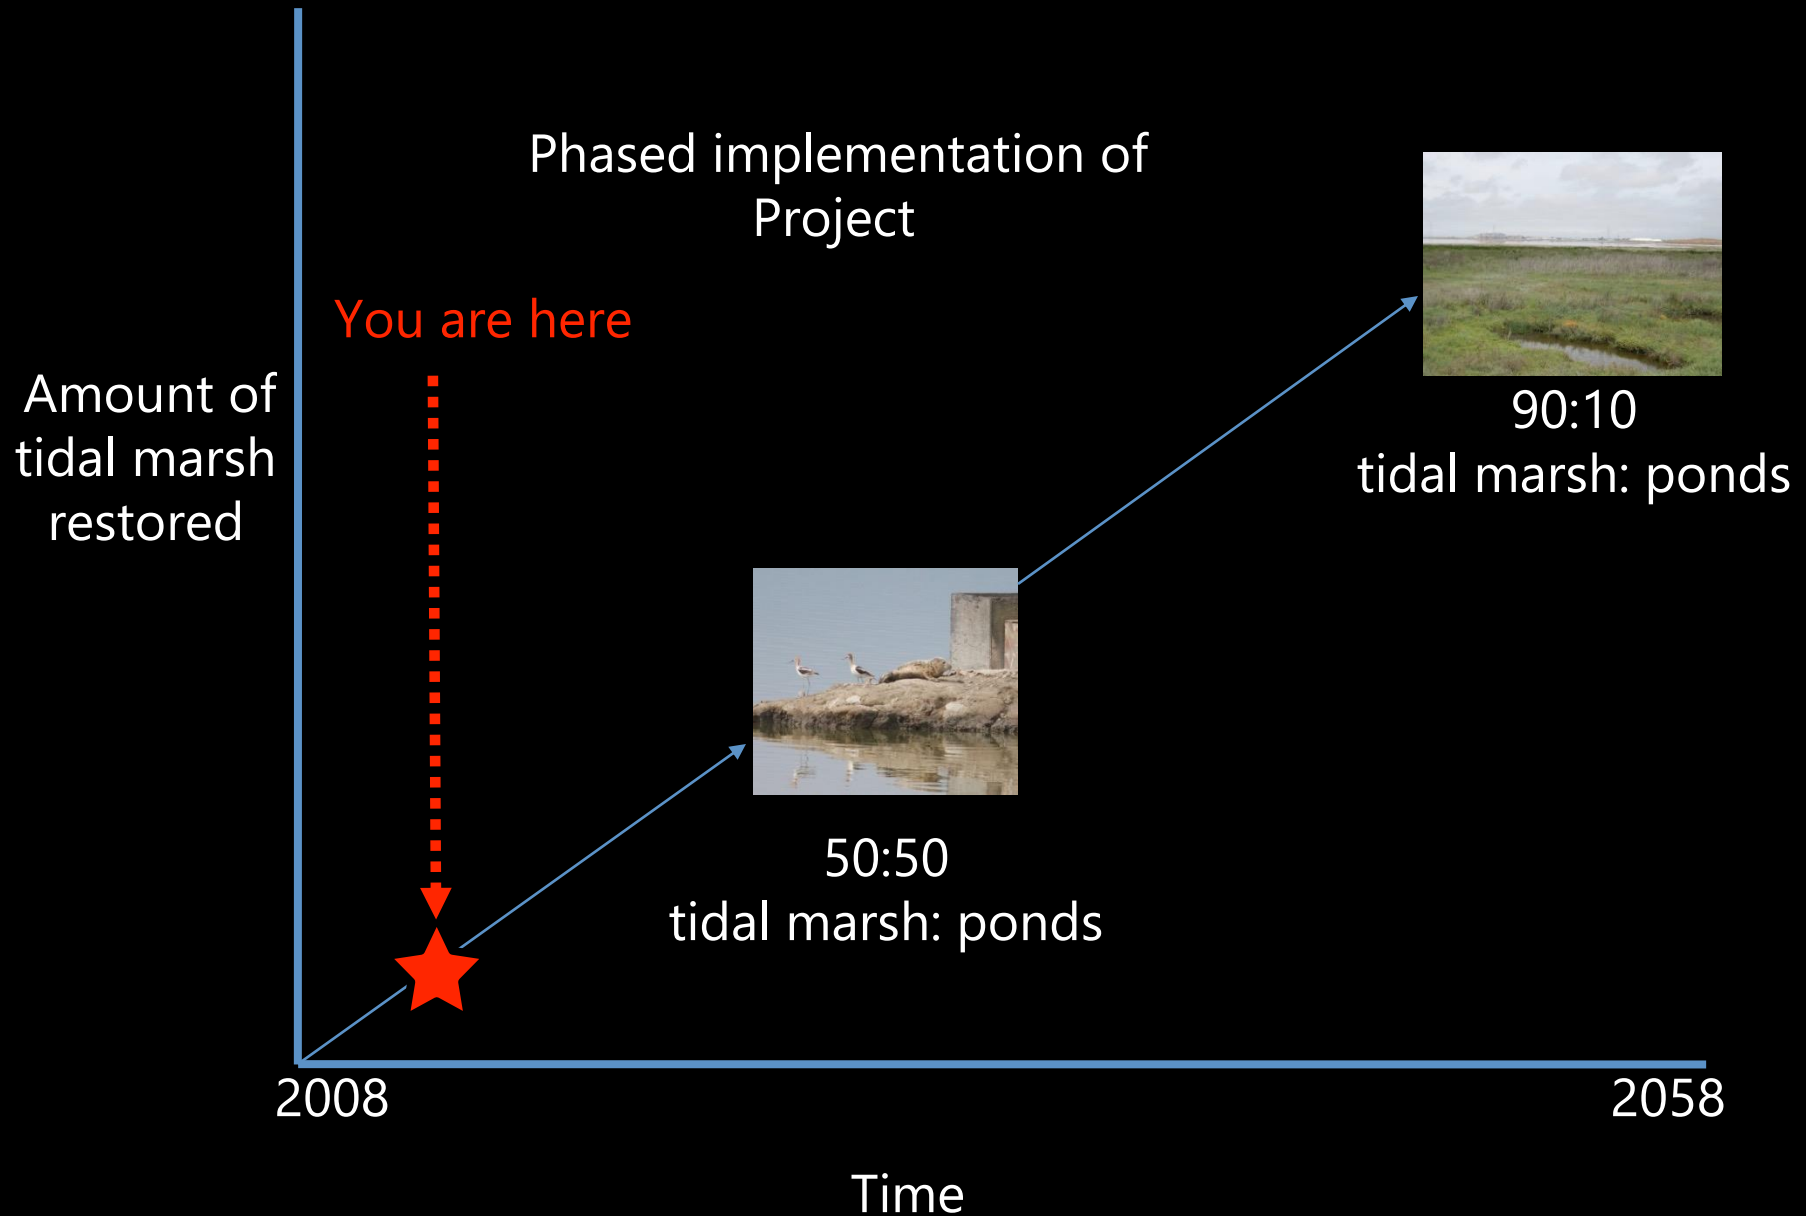 Phased implementation of
Project
You are here
Amount of
tidal marsh
restored
90:10
tidal marsh: ponds
50:50
tidal marsh: ponds
2008
2058
Time